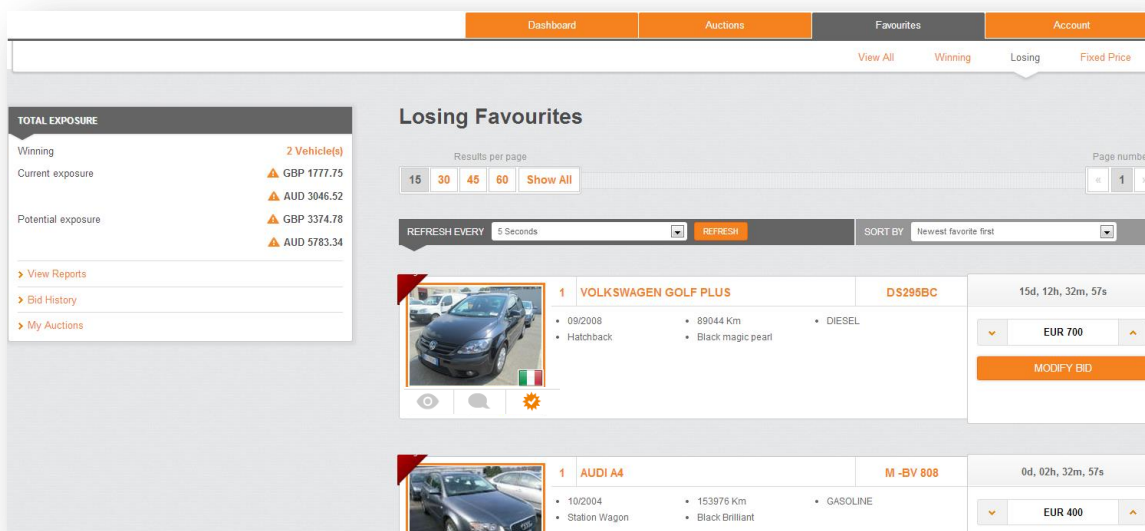 Dashboard Auctions Favourites Account
View All Winning Losing Fixed Price
TOTAL EXPOSURE
Winning 2 Vehicle(s)
Current exposure GBP 1777.75
AUD 3046.52
Potential exposure GBP 3374.78
AUD 5783.34
> View Reports
> Bid History
> My Auctions
Losing Favourites
Results per page
15 30 45 60 Show All
Page
« 1
REFRESH EVERY 5 Seconds REFRESH SORT BY Newest favorite first
1 VOLKSWAGEN GOLF PLUS DS295BC 15d, 12h, 32m, 57s
• 09/2008 • 89044 Km • DIESEL
• Hatchback • Black magic pearl
EUR 700
MODIFY BID
1 AUDI A4 M -BV 808 0d, 02h, 32m, 57s
• 10/2004 • 153976 Km • GASOLINE
• Station Wagon • Black Brilliant
EUR 400